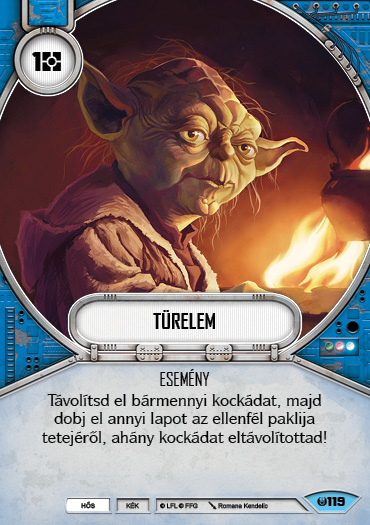 1
TÜRELEM
ESEMÉNY
Távolítsd el bármennyi kockádat, majd
dobj el annyi lapot az ellenfél paklija
tetejéről, ahány kockádat eltávolítottad!
HŐS
KÉK
© LFL © FFG
Romana Kendelic
119